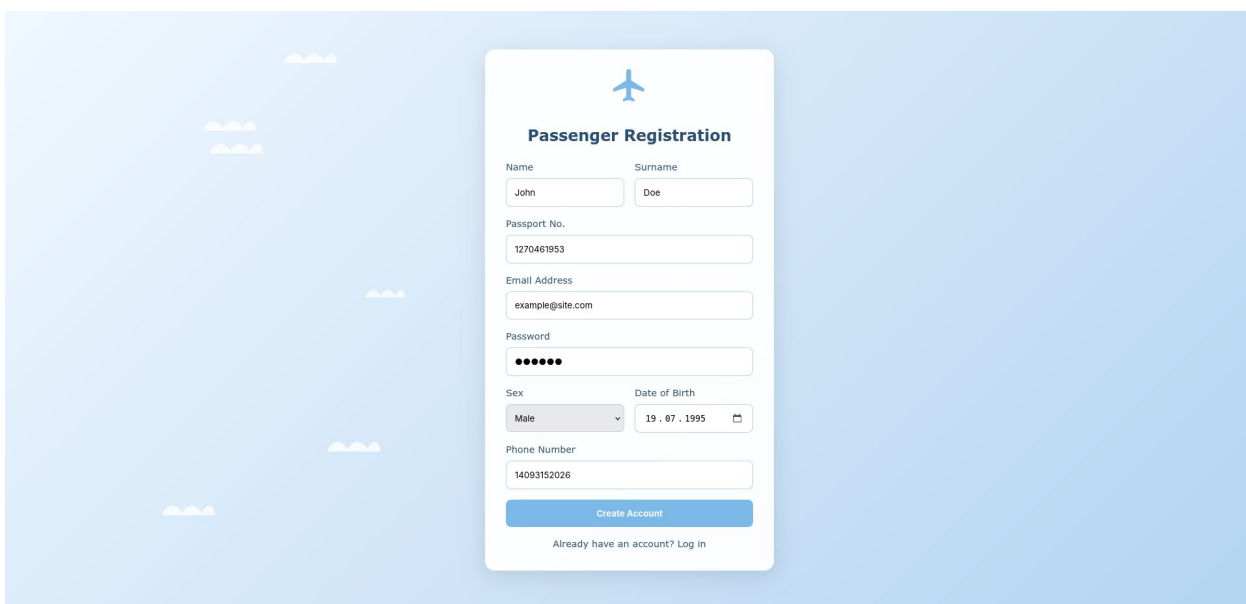 Passenger Registration
Name Surname
John Doe
Passport No.
1270461953
Email Address
example@site.com
Password
●●●●●●
Sex Date of Birth
Male 19 . 07 . 1995
Phone Number
14093152026
Create Account
Already have an account? Log in